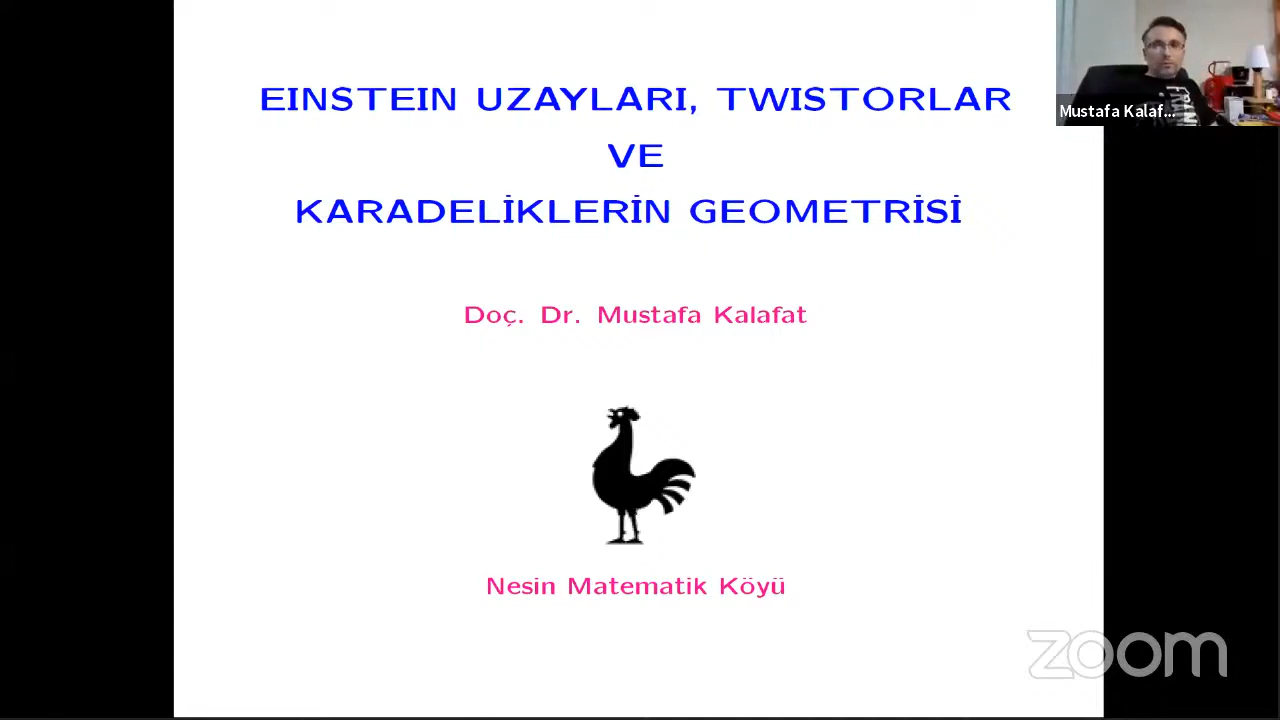 EINSTEIN UZAYLARI, TWISTORLAR
VE
KARADELİKLERİN GEOMETRİSİ
Doç. Dr. Mustafa Kalafat
Nesin Matematik Köyü
Mustafa Kalaf...
zoom